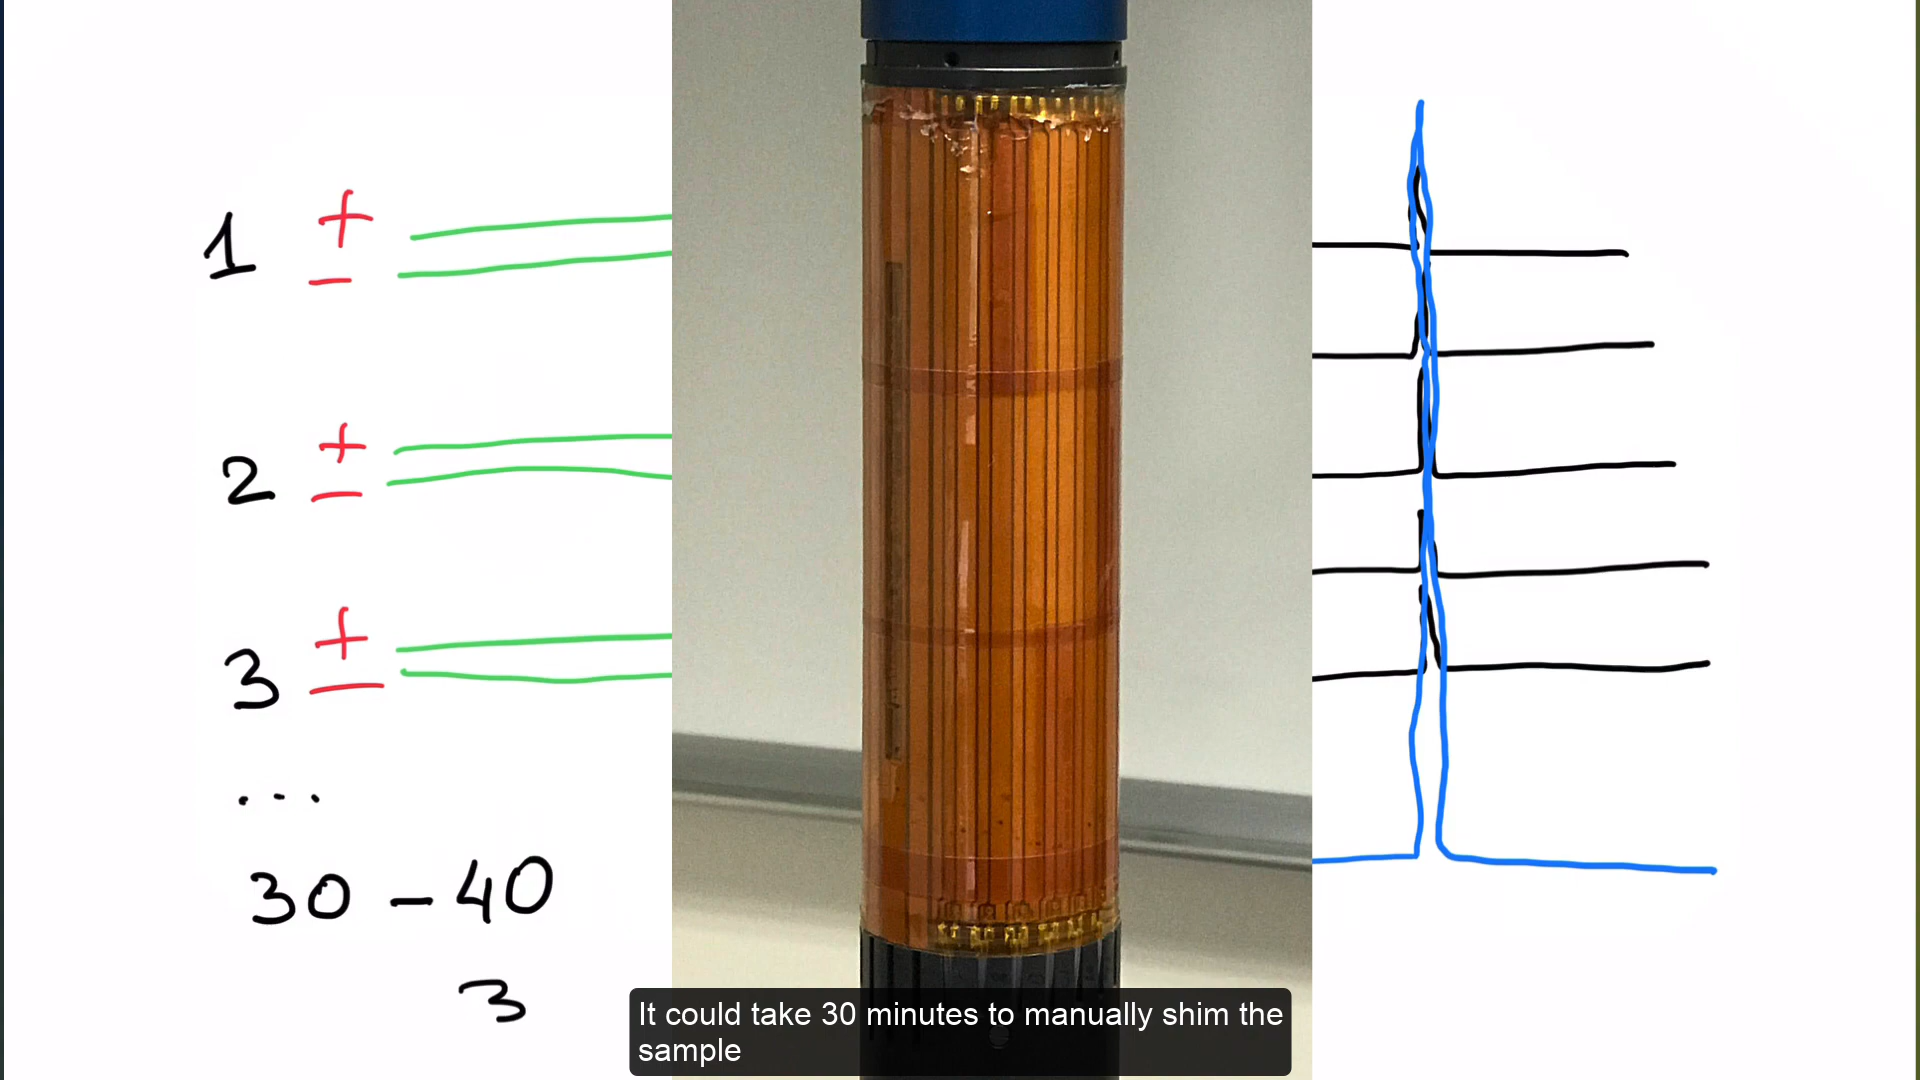 1 + −
2 + −
3 + −
...
30 - 40
3
It could take 30 minutes to manually shim the
sample